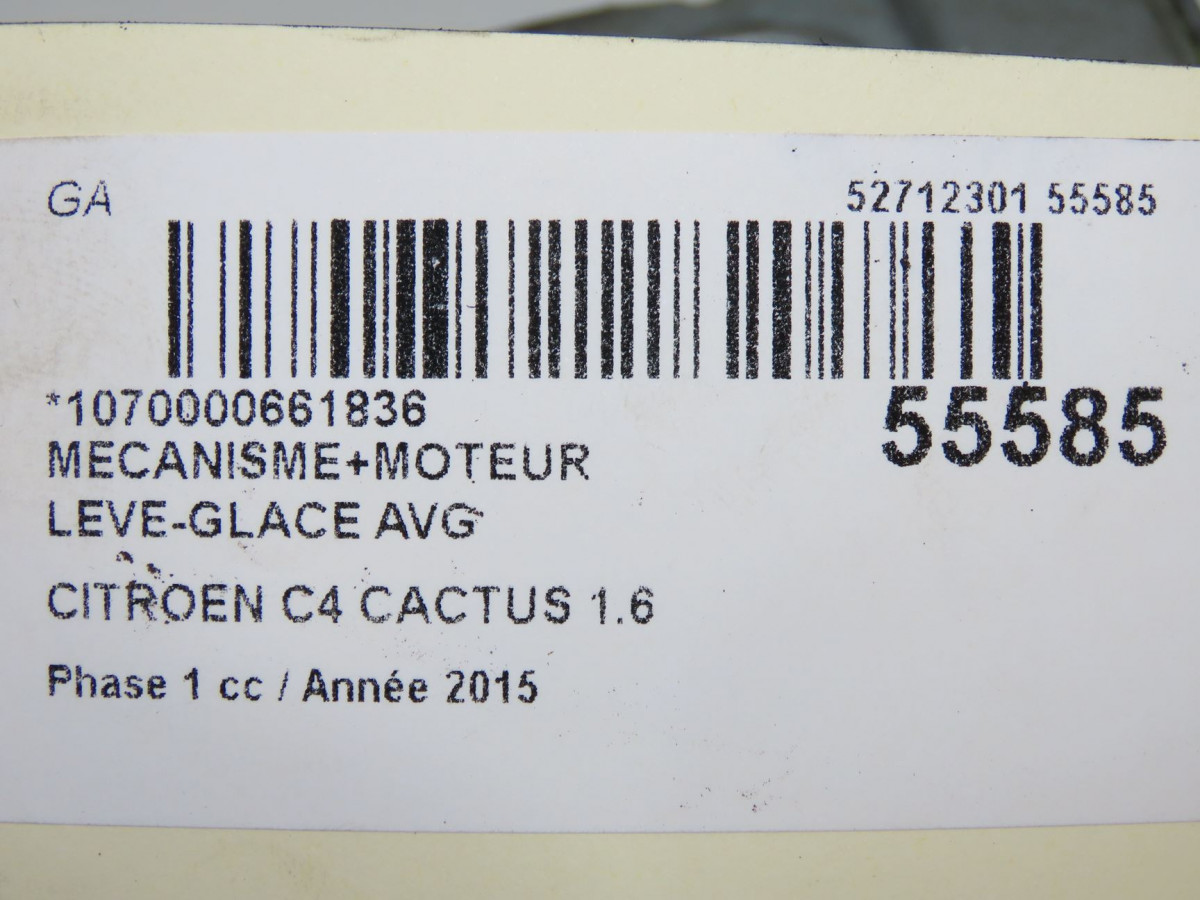 GA
52712301 55585
*1070000661836
55585
MECANISME+MOTEUR
LEVE-GLACE AVG
CITROEN C4 CACTUS 1.6
Phase 1 cc / Année 2015